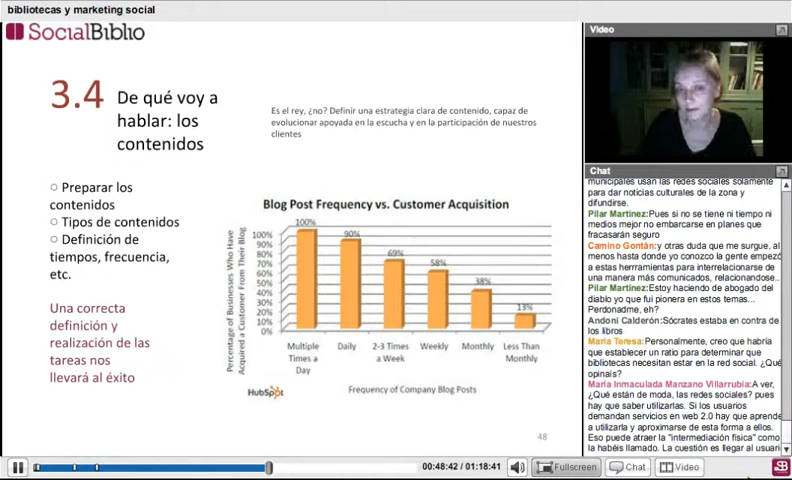 bibliotecas y marketing social
SocialBiblio
3.4
De qué voy a
hablar: los
contenidos
Es el rey, ¿no? Definir una estrategia clara de contenido, capaz de
evolucionar apoyada en la escucha y en la participación de nuestros
clientes
○ Preparar los
contenidos
○ Tipos de contenidos
○ Definición de
tiempos, frecuencia,
etc.
Una correcta
definición y
realización de las
tareas nos
llevará al éxito
Blog Post Frequency vs. Customer Acquisition
Percentage of Businesses Who Have
Acquired a Customer From Their Blog
100%
90%
80%
70%
60%
50%
40%
30%
20%
10%
0%
100%
90%
69%
58%
38%
13%
Multiple
Times a
Day
Daily
2-3 Times
a Week
Weekly
Monthly
Less Than
Monthly
HubSpot
Frequency of Company Blog Posts
48
Video
Chat
municipales usan las redes sociales solamente
para dar noticias culturales de la zona y
difundirse.
Pilar Martinez:Pues si no se tiene ni tiempo ni
medios mejor no embarcarse en planes que
fracasarán seguro
Camino Gontán:y otras duda que me surgue, al
menos hasta donde yo conozco la gente empezó
a estas herrramientas para interrelacionarse de
una manera más comunicados, relacionandose..
Pilar Martinez:Estoy haciendo de abogado del
diablo yo que fui pionera en estos temas...
Perdonadme, eh?
Andoni Calderón:Sócrates estaba en contra de
los libros
Maria Teresa:Personalmente, creo que habría
que establecer un ratio para determinar que
bibliotecas necesitan estar en la red social. ¿Qué
opinais?
María Inmaculada Manzano Villarrubia:A ver,
¿Qué están de moda, las redes sociales? pues
hay que saber utilizarlas. Si los usuarios
demandan servicios en web 2.0 hay que aprende
a utilizarla y aproximarse de esta forma a ellos.
Eso puede atraer la "intermediación física" como
la habéis llamado. La cuestión es llegar al usuari
00:48:42 / 01:18:41
Fullscreen
Chat
Video
SB